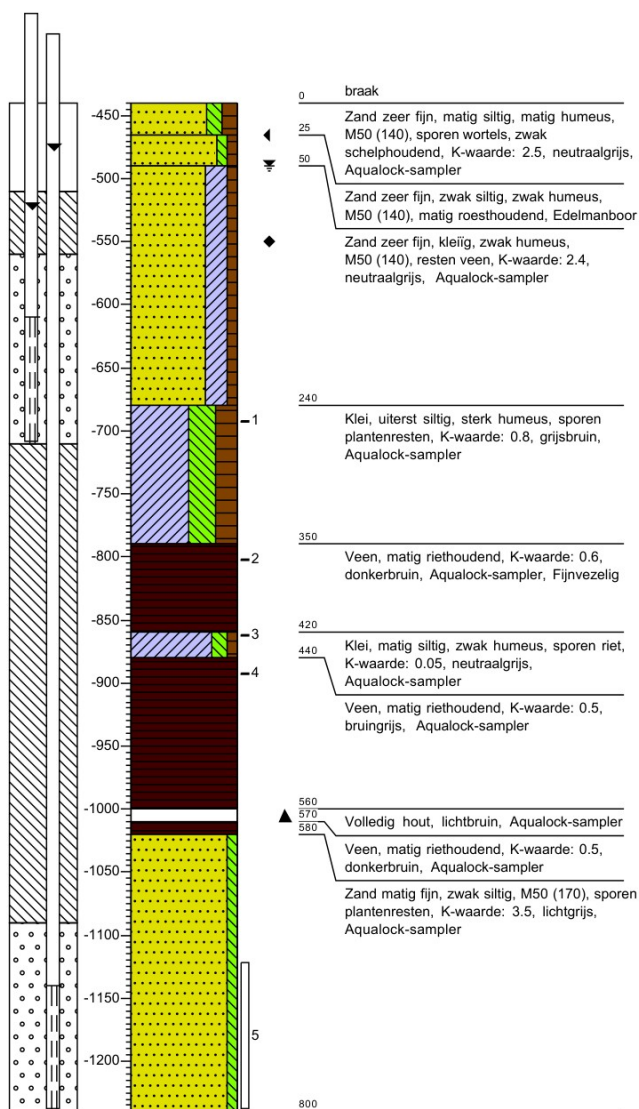 -450
-500
-550
-600
-650
-700
-750
-800
-850
-900
-950
-1000
-1050
-1100
-1150
-1200
1
2
3
4
5
0
braak
Zand zeer fijn, matig siltig, matig humeus,
M50 (140), sporen wortels, zwak
schelphoudend, K-waarde: 2.5, neutraalgrijs,
Aqualock-sampler
25
Zand zeer fijn, zwak siltig, zwak humeus,
M50 (140), matig roesthoudend, Edelmanboor
50
Zand zeer fijn, kleiïg, zwak humeus,
M50 (140), resten veen, K-waarde: 2.4,
neutraalgrijs, Aqualock-sampler
240
Klei, uiterst siltig, sterk humeus, sporen
plantenresten, K-waarde: 0.8, grijsbruin,
Aqualock-sampler
350
Veen, matig riethoudend, K-waarde: 0.6,
donkerbruin, Aqualock-sampler, Fijnvezelig
420
Klei, matig siltig, zwak humeus, sporen riet,
K-waarde: 0.05, neutraalgrijs,
Aqualock-sampler
440
Veen, matig riethoudend, K-waarde: 0.5,
bruingrijs, Aqualock-sampler
560
Volledig hout, lichtbruin, Aqualock-sampler
570
Veen, matig riethoudend, K-waarde: 0.5,
donkerbruin, Aqualock-sampler
580
Zand matig fijn, zwak siltig, M50 (170), sporen
plantenresten, K-waarde: 3.5, lichtgrijs,
Aqualock-sampler
800